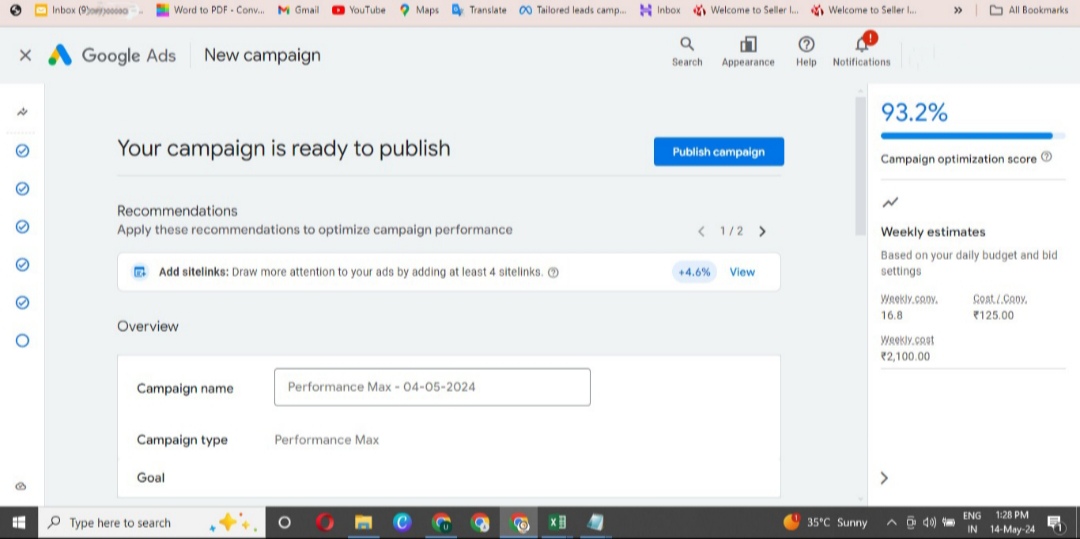 Inbox (9)
Word to PDF - Conv...
Gmail
YouTube
Maps
Translate
Tailored leads camp...
Inbox
Welcome to Seller I...
Welcome to Seller I...
»
All Bookmarks
Google Ads
New campaign
Search
Appearance
Help
Notifications
Your campaign is ready to publish
Publish campaign
Recommendations
Apply these recommendations to optimize campaign performance
1 / 2
Add sitelinks: Draw more attention to your ads by adding at least 4 sitelinks.
+4.6%
View
Overview
Campaign name
Performance Max - 04-05-2024
Campaign type
Performance Max
Goal
93.2%
Campaign optimization score
Weekly estimates
Based on your daily budget and bid
settings
Weekly conv.
Cost / Conv.
16.8
₹125.00
Weekly cost
₹2,100.00
Type here to search
35°C Sunny
ENG
IN
1:28 PM
14-May-24